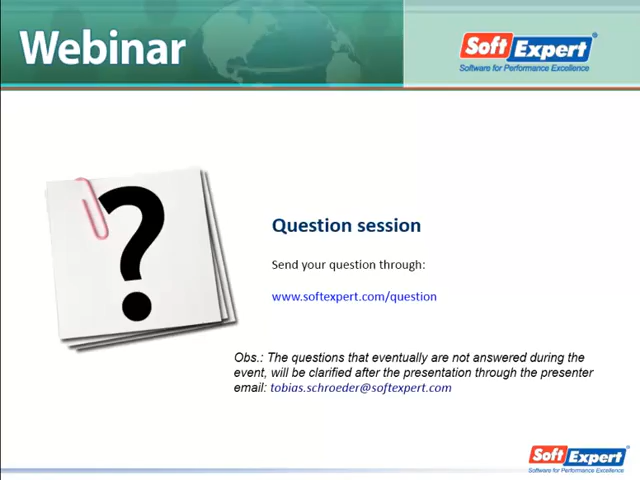 Webinar
SoftExpert®
Software for Performance Excellence
?
Question session
Send your question through:
www.softexpert.com/question
Obs.: The questions that eventually are not answered during the
event, will be clarified after the presentation through the presenter
email: tobias.schroeder@softexpert.com
SoftExpert®
Software for Performance Excellence